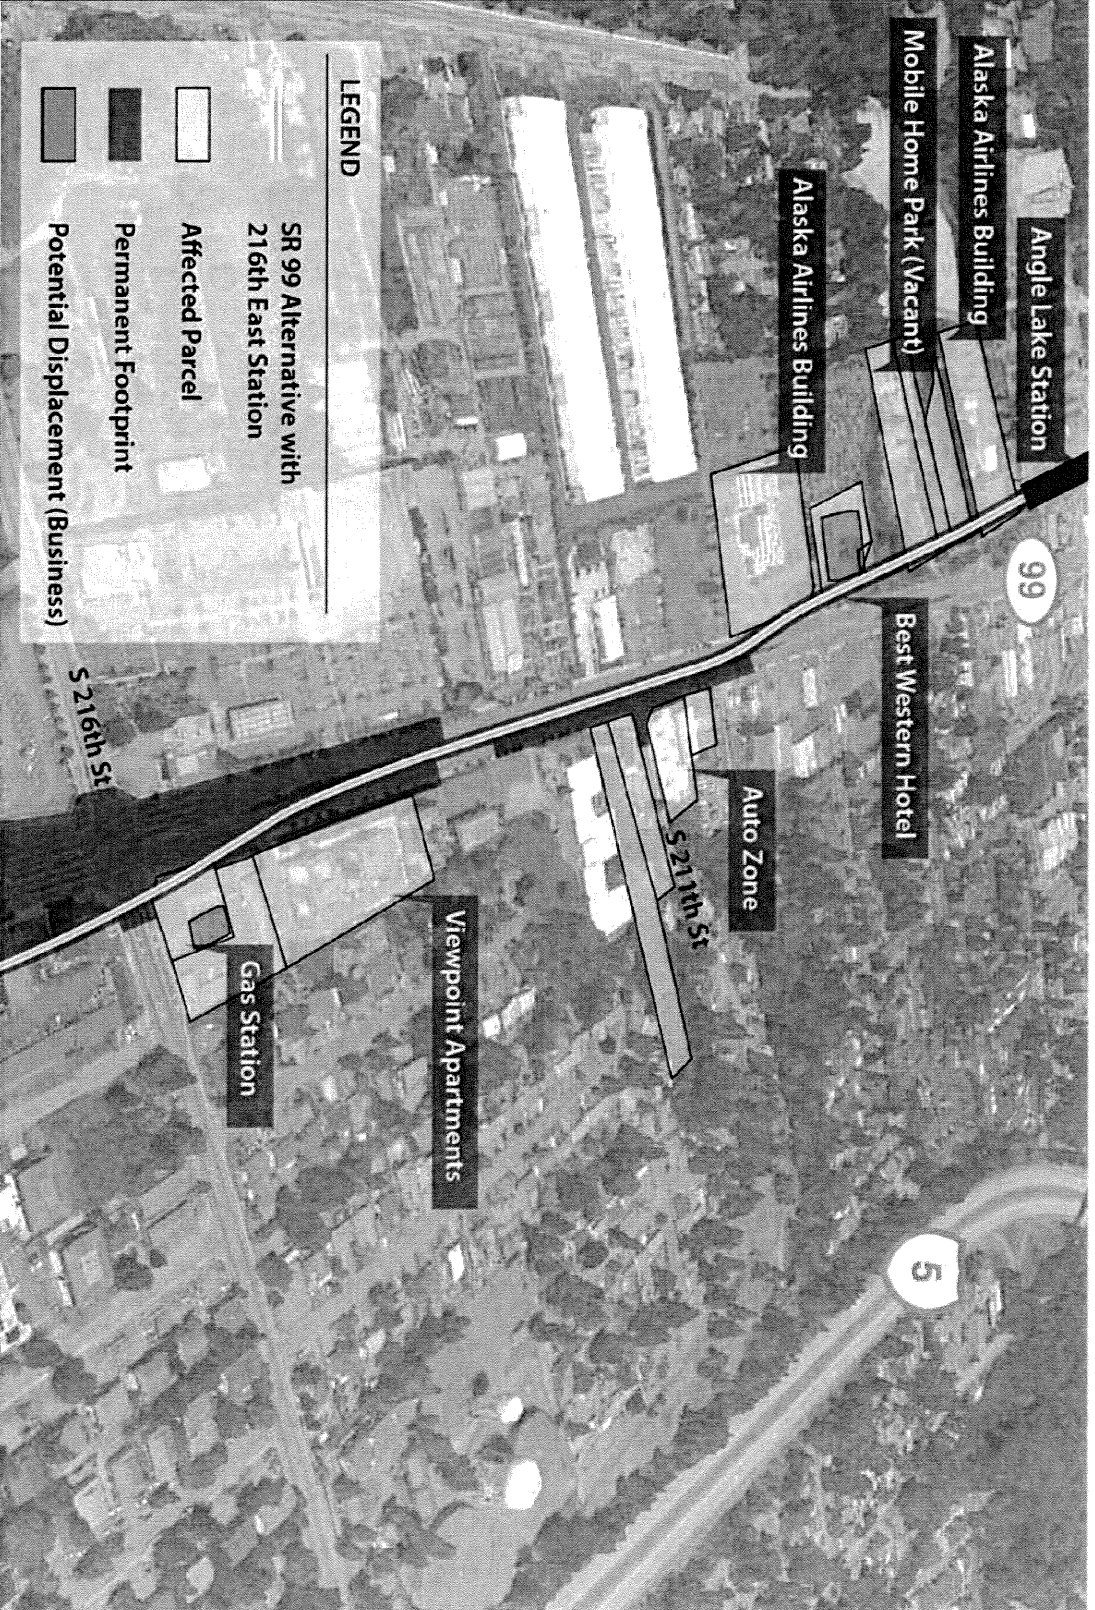 Angle Lake Station
Alaska Airlines Building
Mobile Home Park (Vacant)
99
Best Western Hotel
Alaska Airlines Building
Auto Zone
S 211th St
5
Viewpoint Apartments
Gas Station
S 216th St
LEGEND
SR 99 Alternative with
216th East Station
Affected Parcel
Permanant Footprint
Potential Displacement (Business)